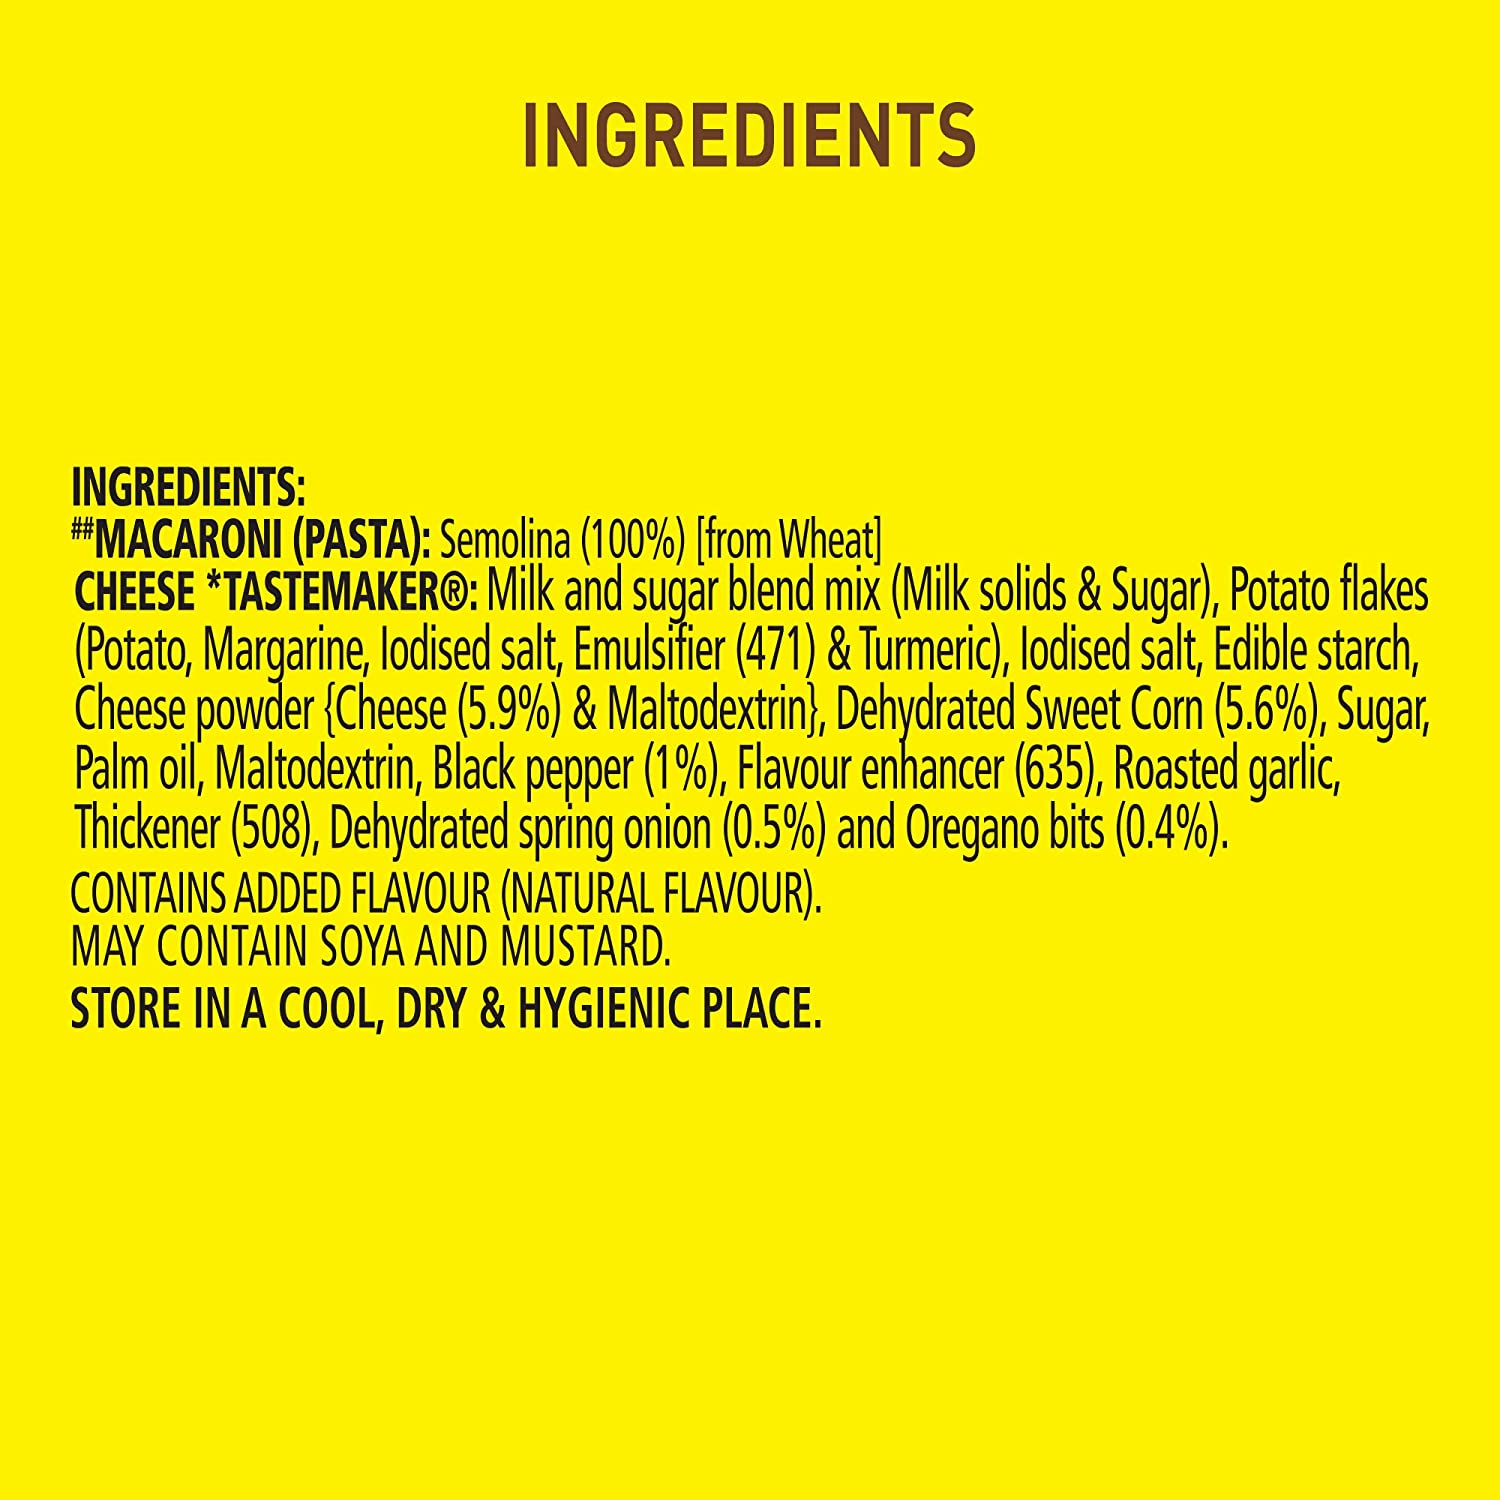 INGREDIENTS
INGREDIENTS:
##MACARONI (PASTA): Semolina (100%) [from Wheat]
CHEESE *TASTEMAKER®: Milk and sugar blend mix (Milk solids & Sugar), Potato flakes
(Potato, Margarine, Iodised salt, Emulsifier (471) & Turmeric), Iodised salt, Edible starch,
Cheese powder {Cheese (5.9%) & Maltodextrin}, Dehydrated Sweet Corn (5.6%), Sugar,
Palm oil, Maltodextrin, Black pepper (1%), Flavour enhancer (635), Roasted garlic,
Thickener (508), Dehydrated spring onion (0.5%) and Oregano bits (0.4%).
CONTAINS ADDED FLAVOUR (NATURAL FLAVOUR).
MAY CONTAIN SOYA AND MUSTARD.
STORE IN A COOL, DRY & HYGIENIC PLACE.